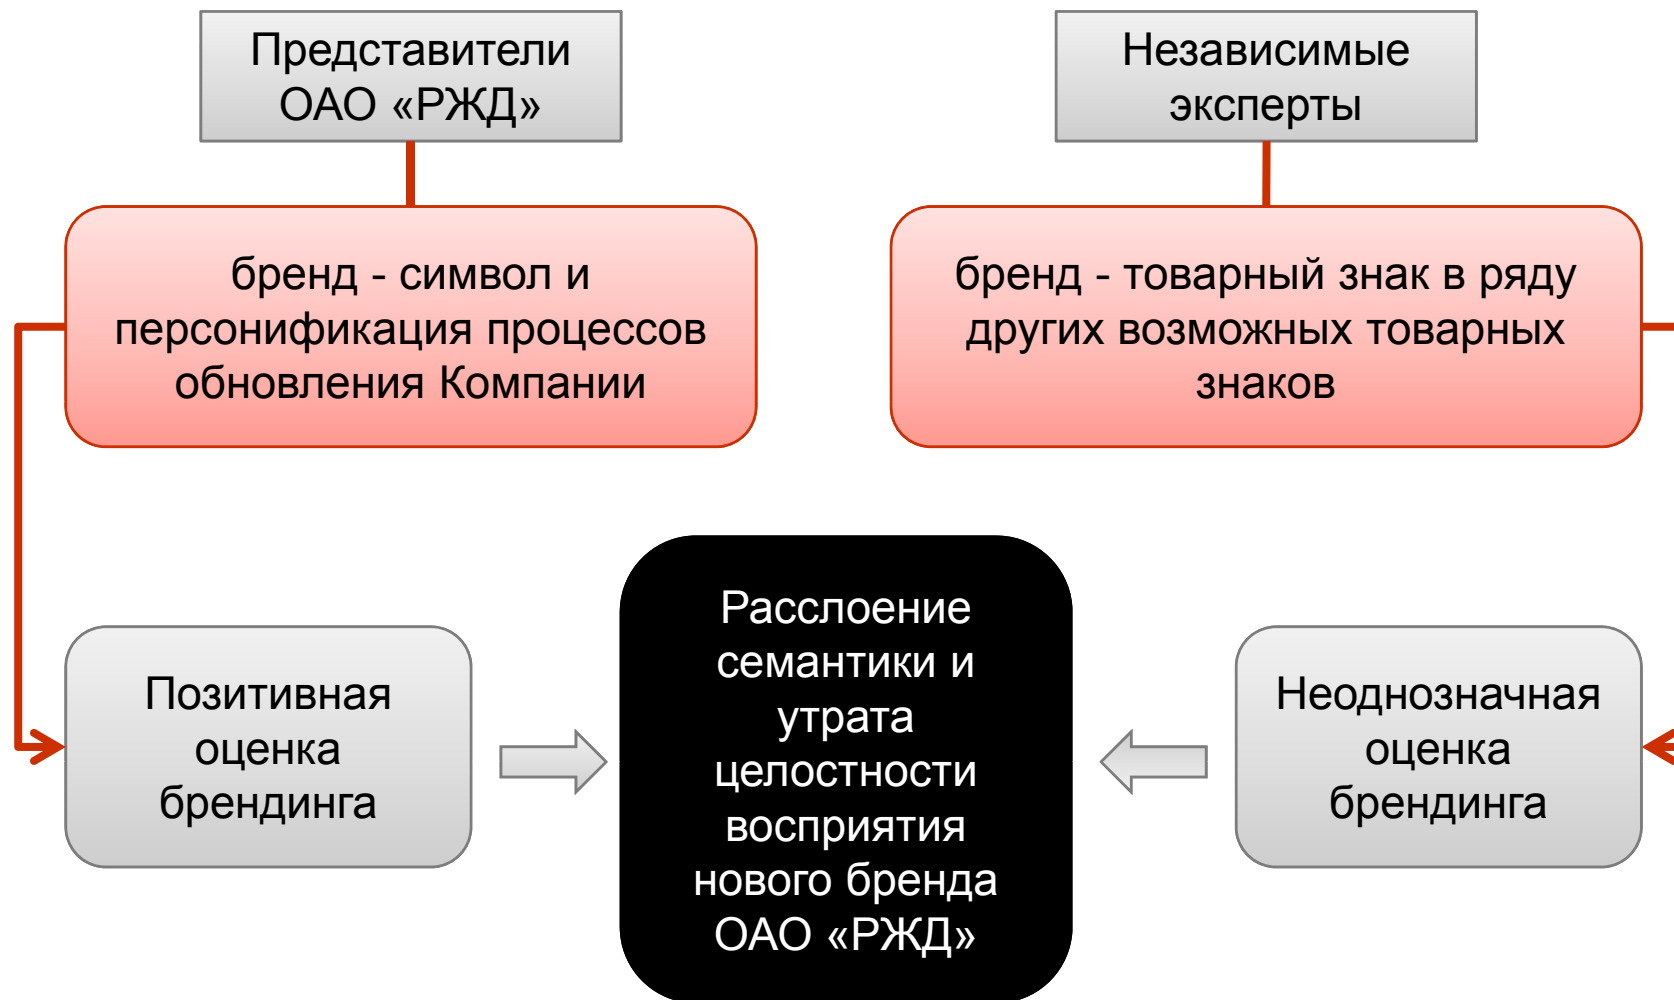 Представители
ОАО «РЖД»
Независимые
эксперты
бренд - символ и
персонификация процессов
обновления Компании
бренд - товарный знак в ряду
других возможных товарных
знаков
Позитивная
оценка
брендинга
Расслоение
семантики и
утрата
целостности
восприятия
нового бренда
ОАО «РЖД»
Неоднозначная
оценка
брендинга